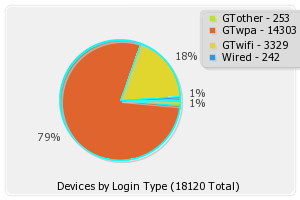 GTother - 253
GTwpa - 14303
GTwifi - 3329
Wired - 242
18%
1%
1%
79%
Devices by Login Type (18120 Total)